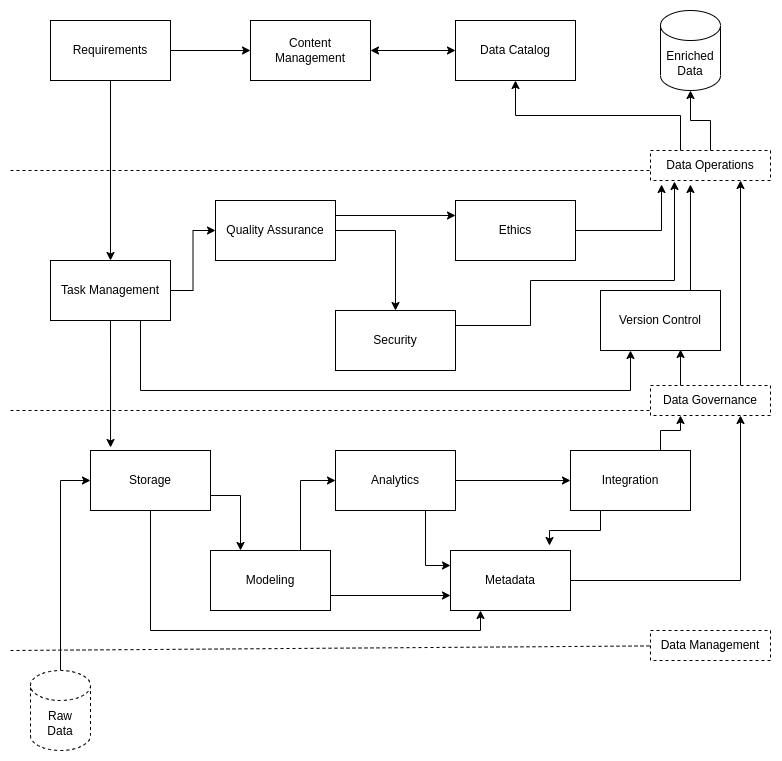 Requirements
Content
Management
Data Catalog
Enriched
Data
Data Operations
Quality Assurance
Ethics
Task Management
Security
Version Control
Data Governance
Storage
Analytics
Integration
Modeling
Metadata
Data Management
Raw
Data